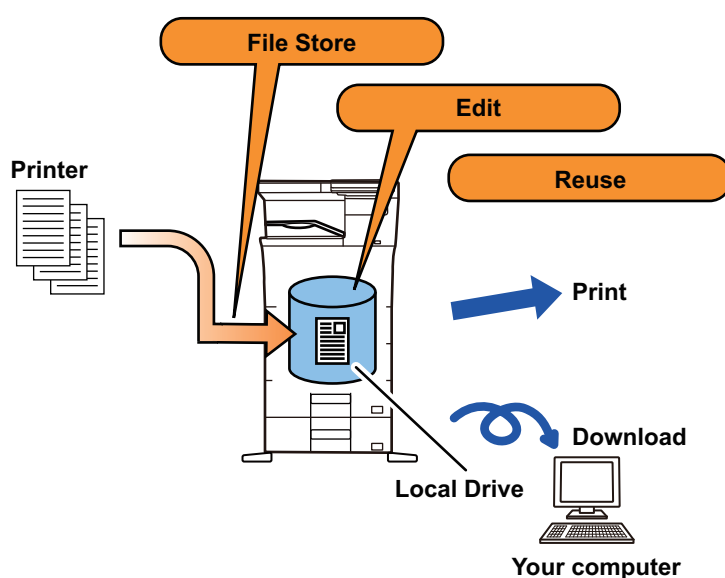 File Store
Edit
Printer
Reuse
Print
Download
Local Drive
Your computer